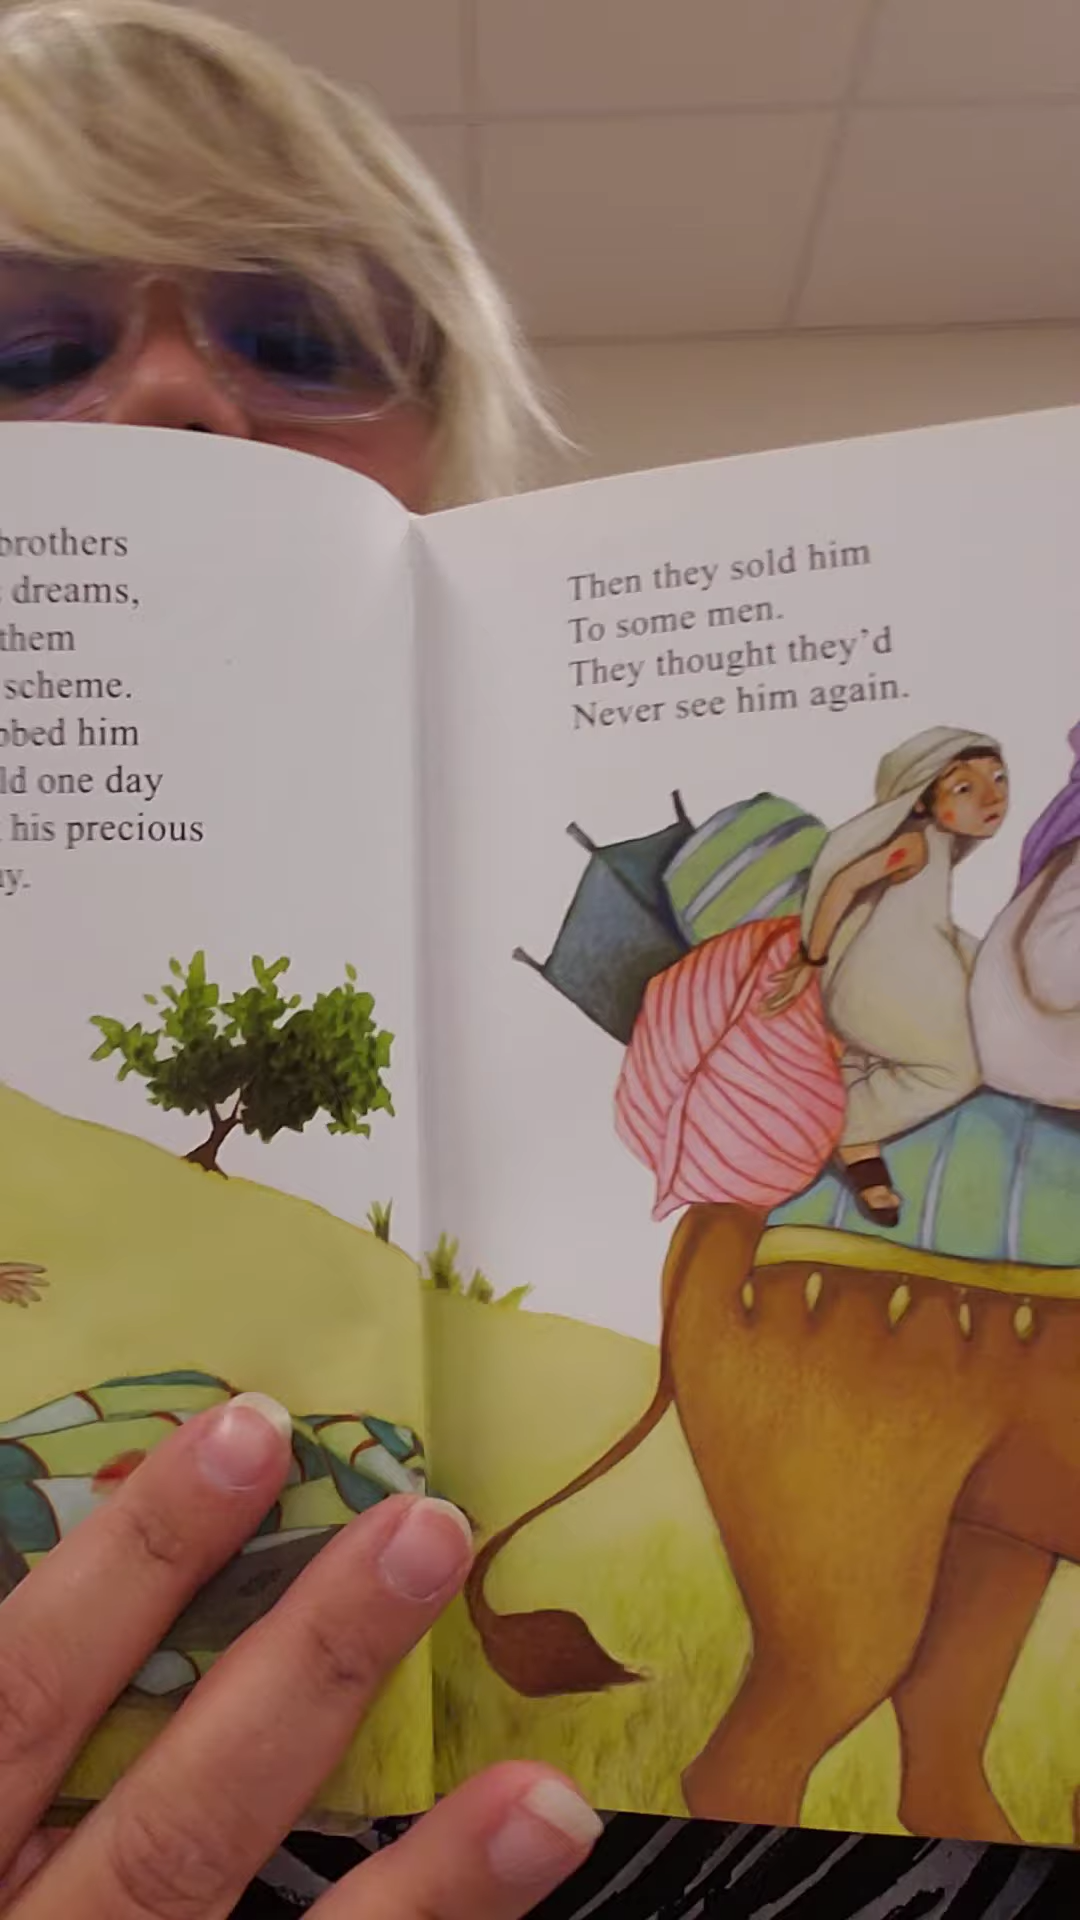 brothers
dreams,
them
scheme.
him
one day
his precious
Then they sold him
To some men.
They thought they'd
Never see him again.